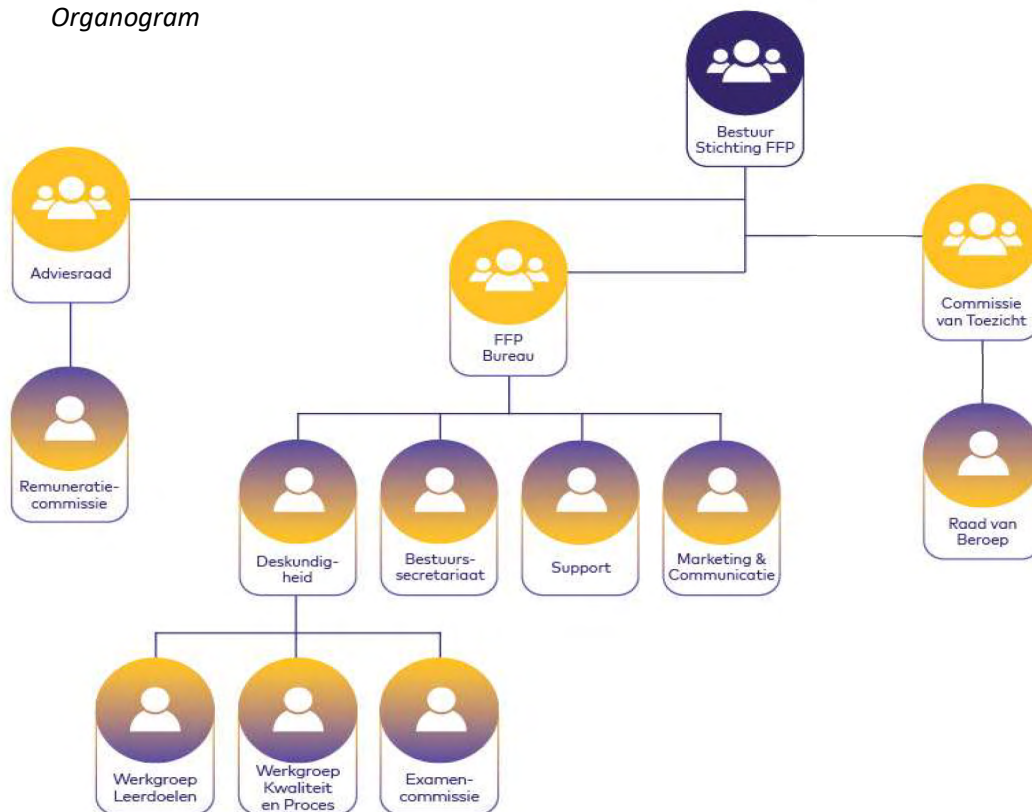 Organogram
Bestuur
Stichting FFP
Adviesraad
FFP
Bureau
Commissie
van Toezicht
Remuneratie-
commissie
Deskundig-
heid
Bestuurs-
secretariaat
Support
Marketing &
Communicatie
Raad van
Beroep
Werkgroep
Leerdoelen
Werkgroep
Kwaliteit
en Proces
Examen-
commissie